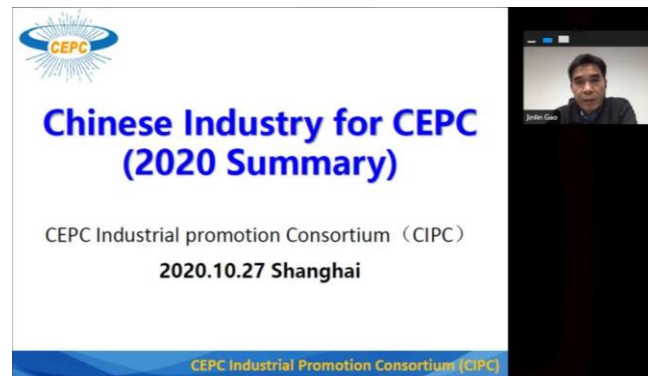 CEPC
Chinese Industry for CEPC
(2020 Summary)
CEPC Industrial promotion Consortium（CIPC）
2020.10.27 Shanghai
CEPC Industrial Promotion Consortium (CIPC)
Jinlin Gao